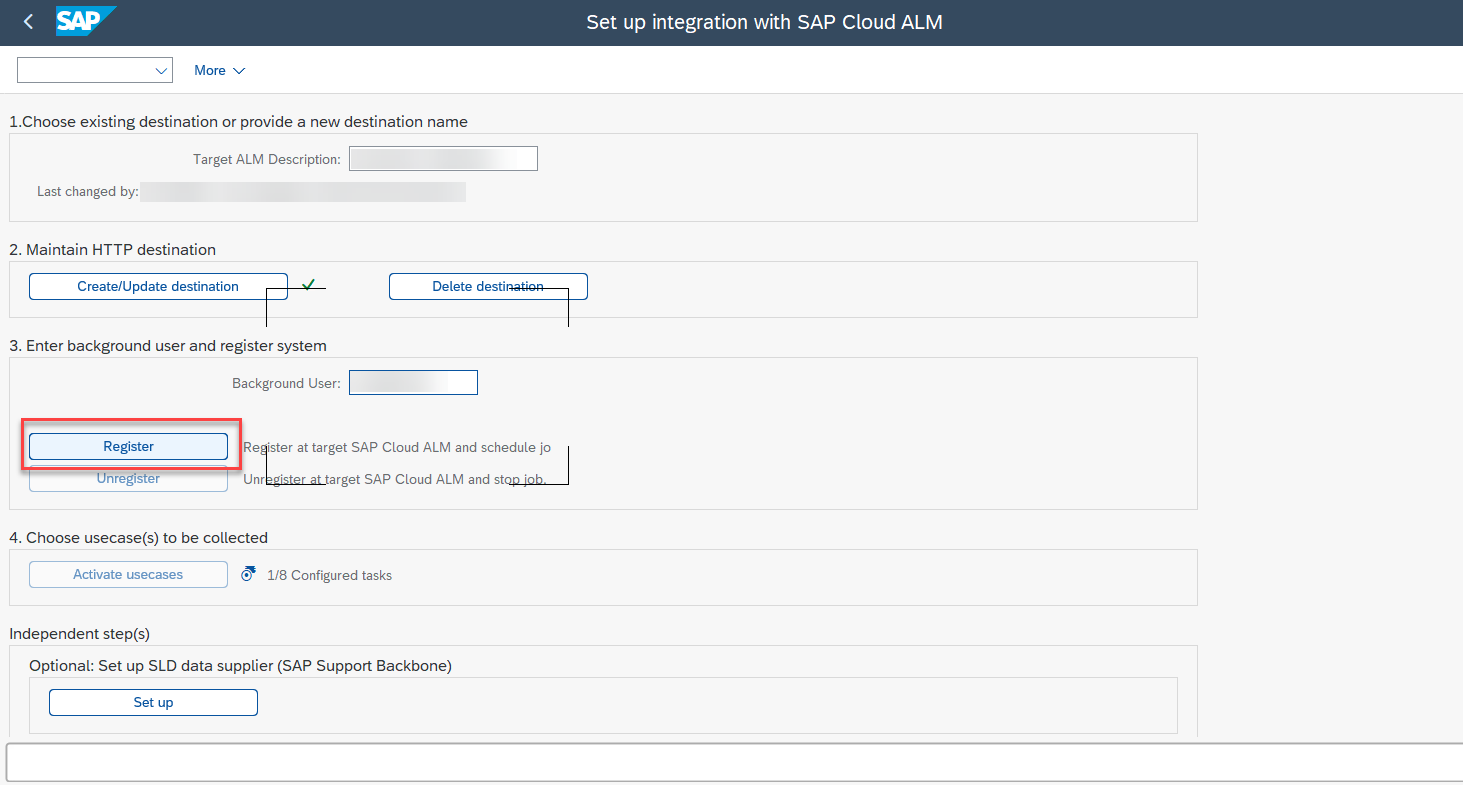 SAP
Set up integration with SAP Cloud ALM
More
1.Choose existing destination or provide a new destination name
Target ALM Description:
Last changed by:
2. Maintain HTTP destination
Create/Update destination
Delete destination
3. Enter background user and register system
Background User:
Register
Register at target SAP Cloud ALM and schedule jo
Unregister
Unregister at target SAP Cloud ALM and stop job.
4. Choose usecase(s) to be collected
Activate usecases
1/8 Configured tasks
Independent step(s)
Optional: Set up SLD data supplier (SAP Support Backbone)
Set up